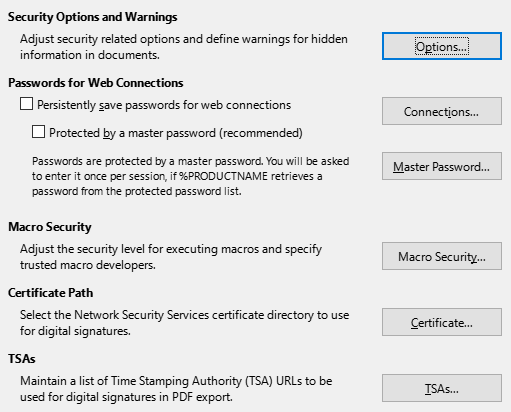 Security Options and Warnings
Adjust security related options and define warnings for hidden
information in documents.
Options...
Passwords for Web Connections
Persistently save passwords for web connections
Connections...
Protected by a master password (recommended)
Passwords are protected by a master password. You will be asked
to enter it once per session, if %PRODUCTNAME retrieves a
password from the protected password list.
Master Password...
Macro Security
Adjust the security level for executing macros and specify
trusted macro developers.
Macro Security...
Certificate Path
Select the Network Security Services certificate directory to use
for digital signatures.
Certificate...
TSAs
Maintain a list of Time Stamping Authority (TSA) URLs to be
used for digital signatures in PDF export.
TSAs...